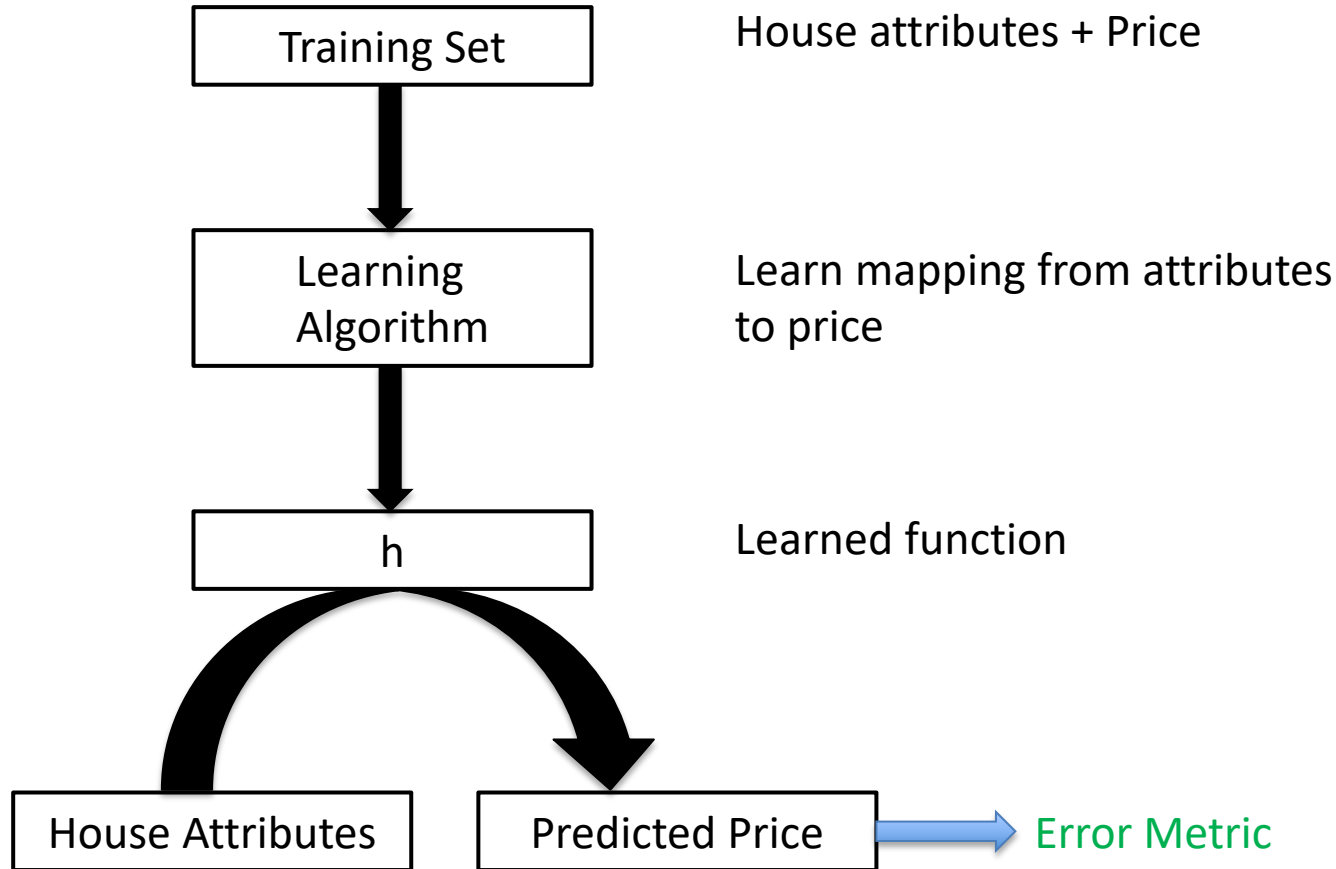 Training Set
House attributes + Price
Learning
Algorithm
Learn mapping from attributes
to price
h
Learned function
House Attributes
Predicted Price
Error Metric